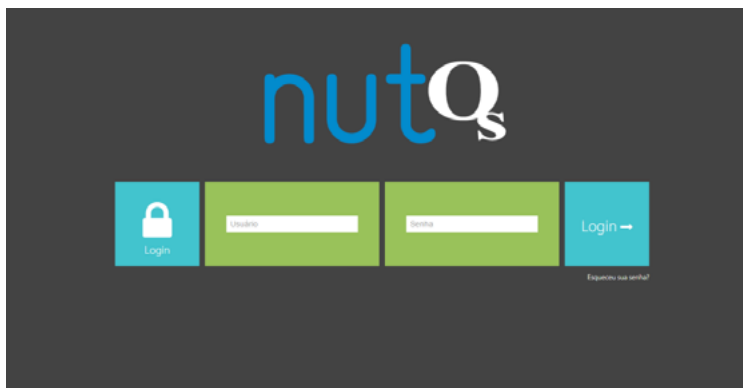 nutQs
Usuário
Senha
Login
Login
Esqueceu sua senha?